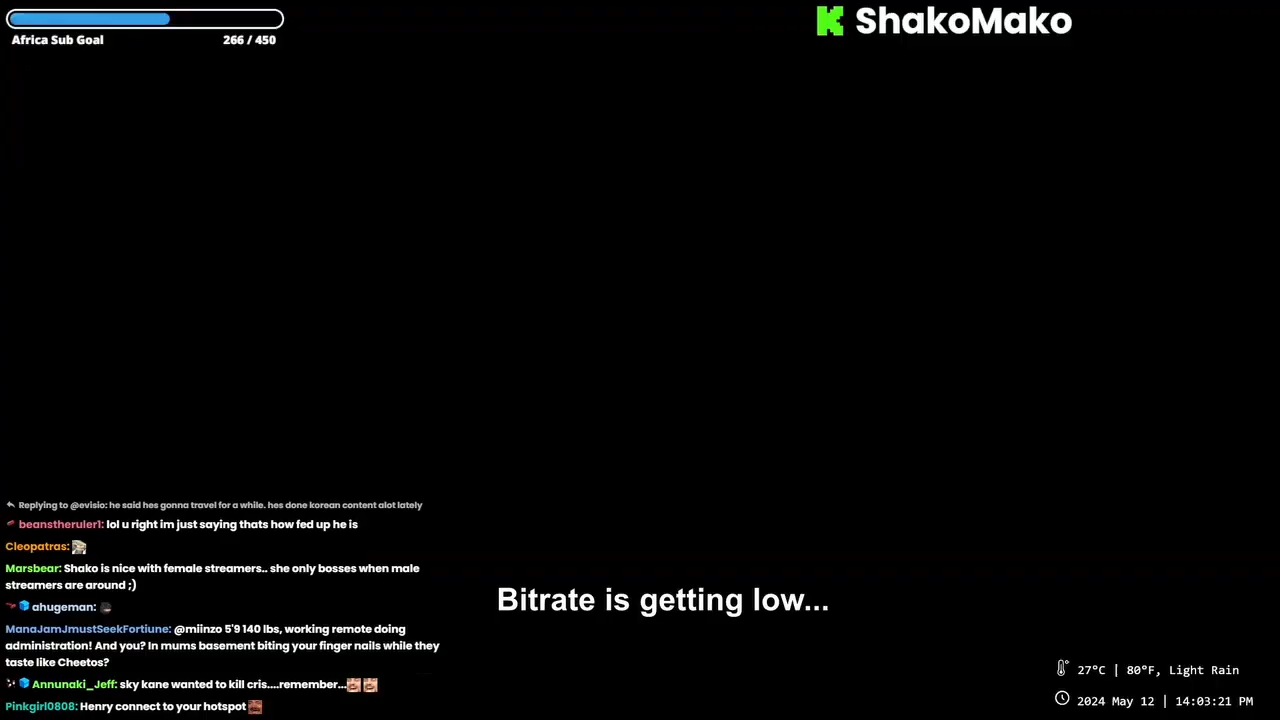 Africa Sub Goal 266 / 450
ShakoMako
Replying to @evisio: he said hes gonna travel for a while. hes done korean content alot lately
beanstheruler1: lol u right im just saying thats how fed up he is
Cleopatras:
Marsbear: Shako is nice with female streamers.. she only bosses when male
streamers are around ;)
ahugeman:
ManaJamJmustSeekFortiune: @miinzo 5'9 140 lbs, working remote doing
administration! And you? In mums basement biting your finger nails while they
taste like Cheetos?
Annunaki_Jeff: sky kane wanted to kill cris....remember...
Pinkgirl0808: Henry connect to your hotspot
Bitrate is getting low...
27°C | 80°F, Light Rain
2024 May 12 | 14:03:21 PM